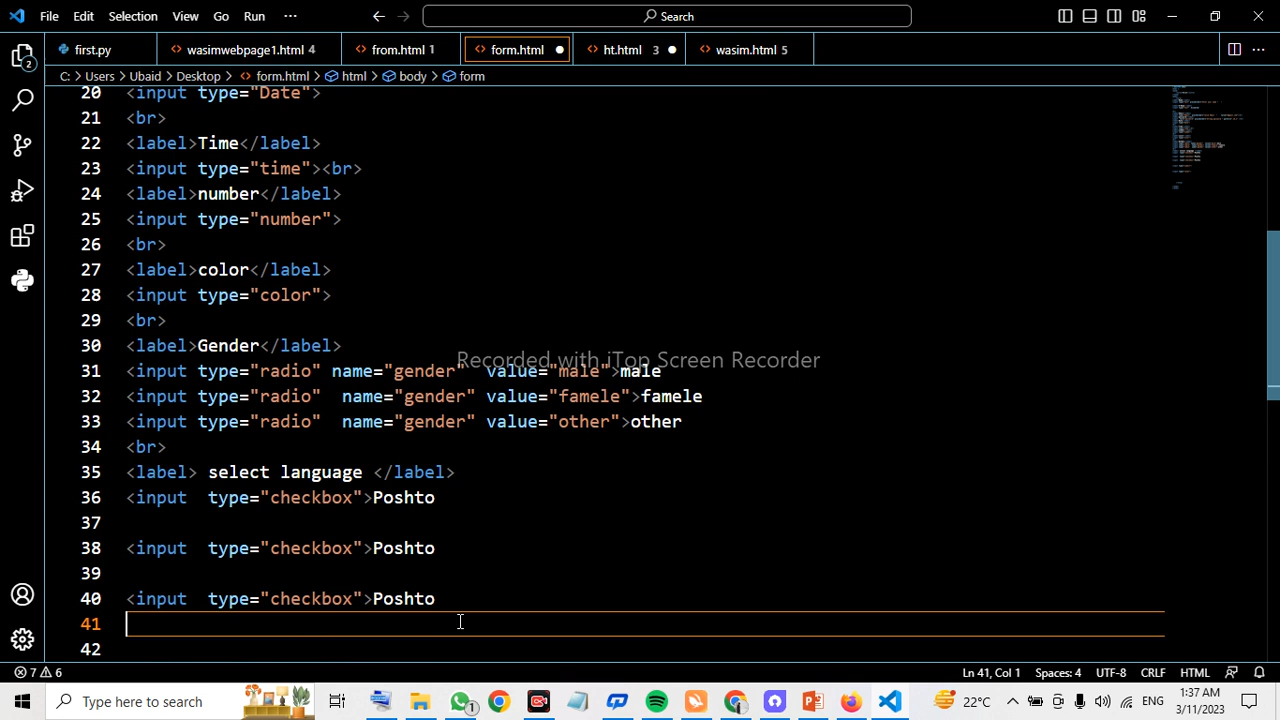 File Edit Selection View Go Run ··· Search
first.py wasimwebpage1.html 4 from.html 1 form.html ht.html 3 wasim.html 5
C: > Users > Ubaid > Desktop > form.html > html > body > form
20 <input type="Date">
21 <br>
22 <label>Time</label>
23 <input type="time"><br>
24 <label>number</label>
25 <input type="number">
26 <br>
27 <label>color</label>
28 <input type="color">
29 <br>
30 <label>Gender</label>
Recorded with iTop Screen Recorder
31 <input type="radio" name="gender"  value="male">male
32 <input type="radio"  name="gender" value="famele">famele
33 <input type="radio"  name="gender" value="other">other
34 <br>
35 <label> select language </label>
36 <input  type="checkbox">Poshto
37
38 <input  type="checkbox">Poshto
39
40 <input  type="checkbox">Poshto
41
42
7 6 Ln 41, Col 1 Spaces: 4 UTF-8 CRLF HTML
Type here to search 1 22°C ENG 1:37 AM
3/11/2023
2